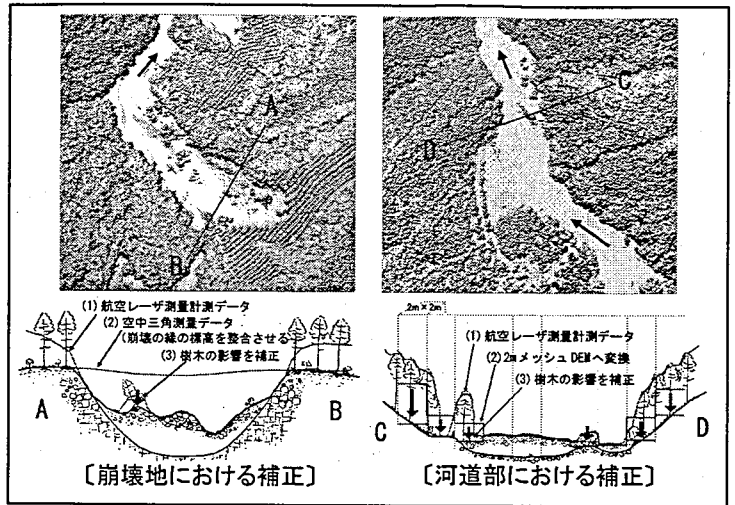 A
B
C
D
(1) 航空レーザ測量計測データ
(2) 空中三角測量データ
(崩壊の縁の標高を整合させる)
(3) 樹木の影響を補正
A
B
〔崩壊地における補正〕
2m×2m
(1) 航空レーザ測量計測データ
(2) 2mメッシュDEMへ変換
(3) 樹木の影響を補正
C
D
〔河道部における補正〕